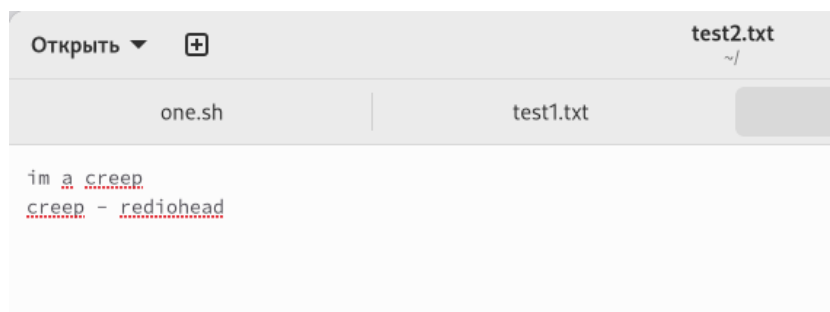 Открыть
test2.txt
~/
one.sh
test1.txt
im a creep
creep - rediohead